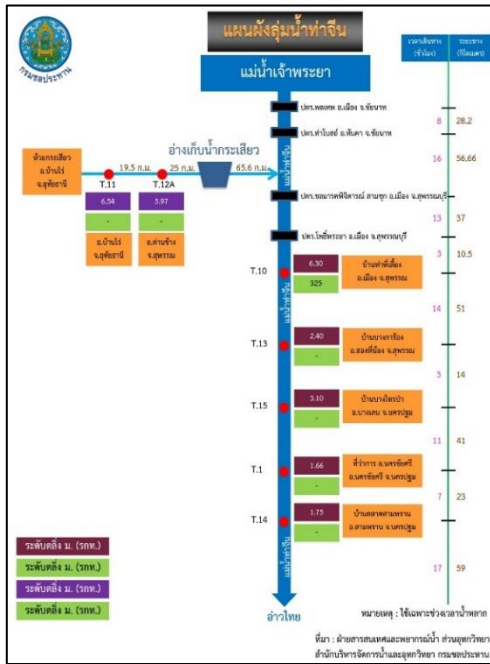 แผนผังลุ่มน้ำท่าจีน
กรมชลประทาน
แม่น้ำเจ้าพระยา
เวลาเดินทาง
(ชั่วโมง)
ระยะทาง
(กิโลเมตร)
ปตร.พลเทพ อ.เมือง จ.ชัยนาท
8 28.2
ปตร.ท่าโบสถ์ อ.หันคา จ.ชัยนาท
แม่น้ำท่าจีน
16 56.66
อ่างเก็บน้ำกระเสียว
ห้วยกระเสียว
อ.บ้านไร่
จ.อุทัยธานี
19.5 ก.ม. 25 ก.ม. 65.6 ก.ม.
T.11 T.12A
6.54 5.97
- -
อ.บ้านไร่
จ.อุทัยธานี
อ.ด่านช้าง
จ.สุพรรณ
ปตร.ชลมารคพิจารณ์ สามชุก อ.เมือง จ.สุพรรณบุรี
13 37
ปตร.โพธิ์พระยา อ.เมือง จ.สุพรรณบุรี
3 10.5
T.10
6.30
325
บ้านท่าพี่เลี้ยง
อ.เมือง จ.สุพรรณ
แม่น้ำท่าจีน
14 51
T.13
2.40
-
อ.สองพี่น้อง จ.สุพรรณ
3 14
T.15
3.10
-
บ้านบางไทรป่า
อ.บางเลน จ.นครปฐม
11 41
T.1
1.66
-
ที่ว่าการ อ.นครชัยศรี
อ.นครชัยศรี จ.นครปฐม
7 23
T.14
1.75
-
บ้านตลาดสามพราน
อ.สามพราน จ.นครปฐม
แม่น้ำท่าจีน
17 59
ระดับตลิ่ง ม. (รทก.)
ระดับตลิ่ง ม. (รทก.)
ระดับตลิ่ง ม. (รทก.)
ระดับตลิ่ง ม. (รทก.)
อ่าวไทย
หมายเหตุ : ใช้เฉพาะช่วงเวลาน้ำหลาก
ที่มา : ฝ่ายสารสนเทศและพยากรณ์น้ำ ส่วนอุทกวิทยา
สำนักบริหารจัดการน้ำและอุทกวิทยา กรมชลประทาน